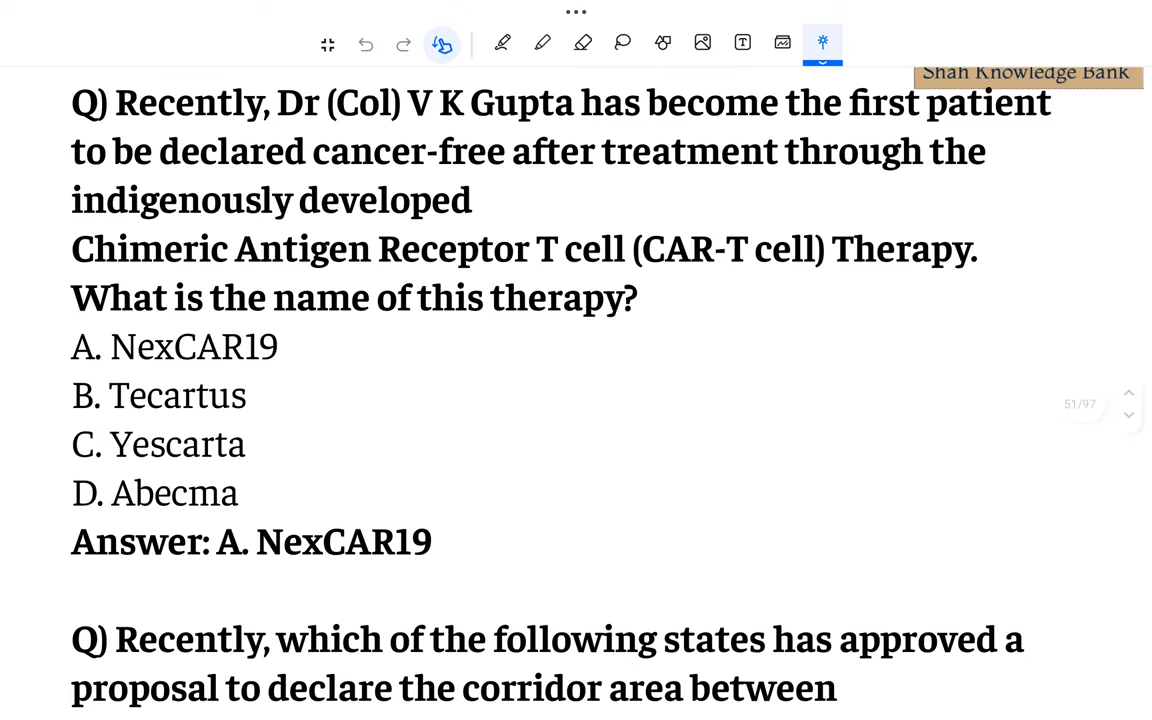 Shah Knowledge Bank
Q) Recently, Dr (Col) V K Gupta has become the first patient
to be declared cancer-free after treatment through the
indigenously developed
Chimeric Antigen Receptor T cell (CAR-T cell) Therapy.
What is the name of this therapy?
A. NexCAR19
B. Tecartus
51/97
C. Yescarta
D. Abecma
Answer: A. NexCAR19
Q) Recently, which of the following states has approved a
proposal to declare the corridor area between